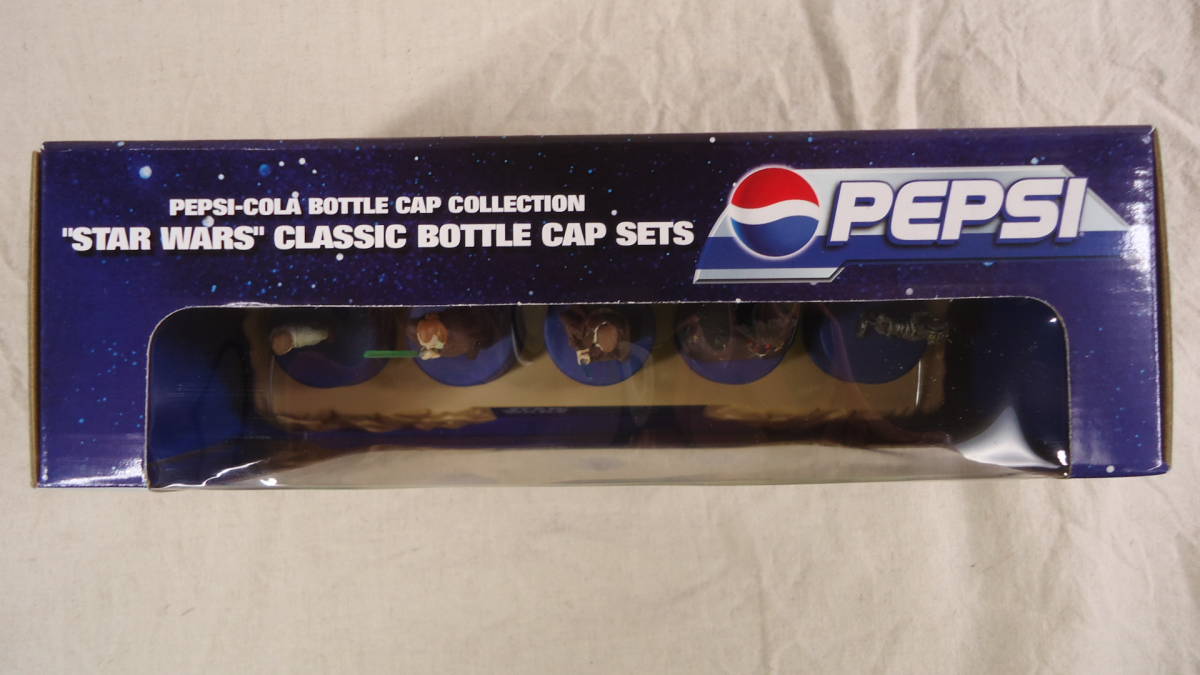 PEPSI-COLA BOTTLE CAP COLLECTION
"STAR WARS" CLASSIC BOTTLE CAP SETS
PEPSI